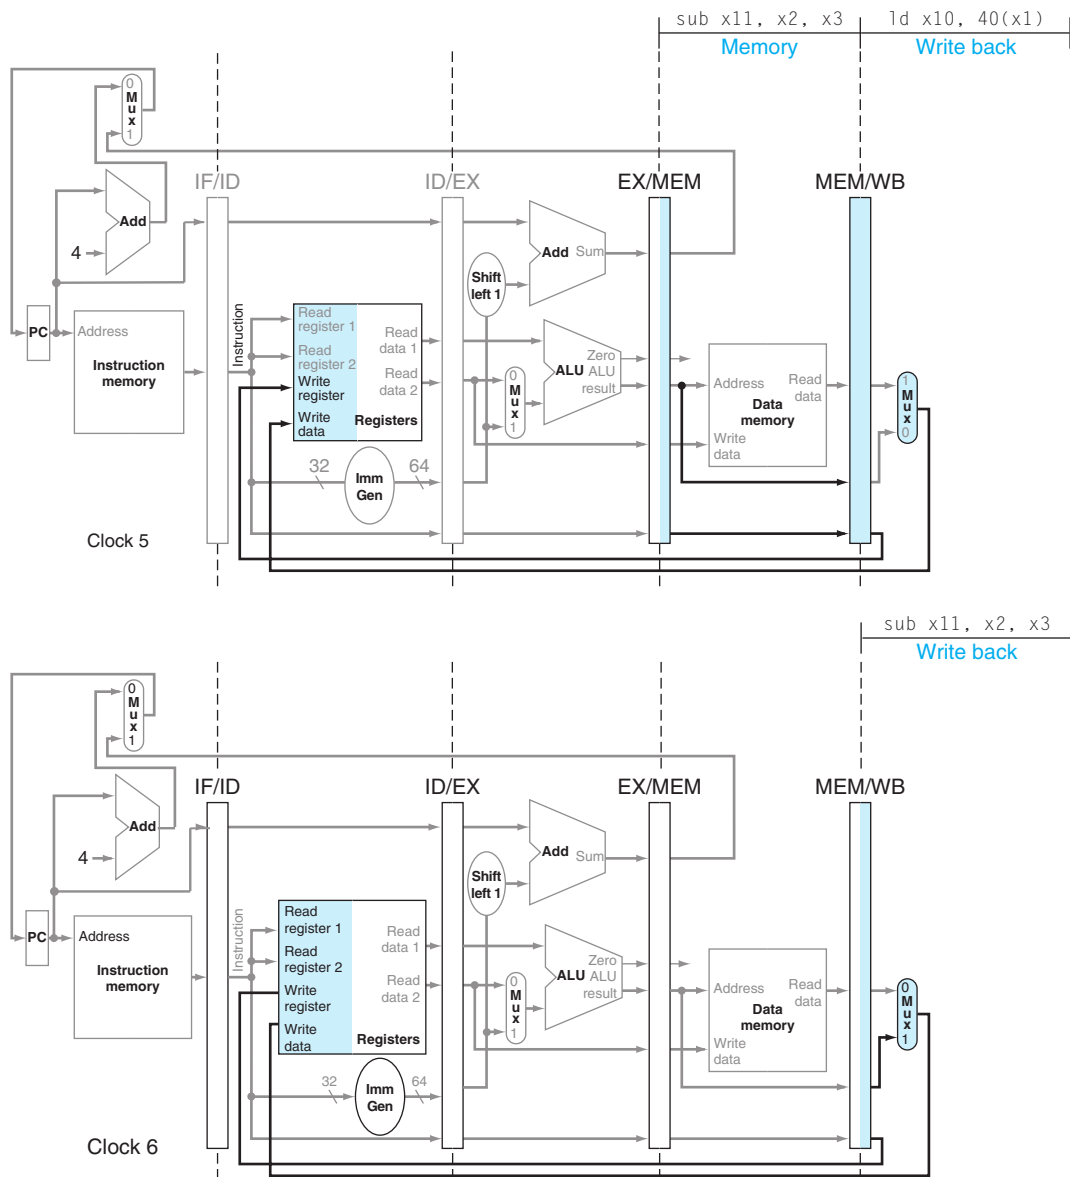 sub x11, x2, x3
ld x10, 40(x1)
Memory
Write back
0
M
u
x
1
IF/ID
ID/EX
EX/MEM
MEM/WB
Add
4
Add Sum
Shift
left 1
PC
Address
Instruction
memory
Instruction
Read
register 1
Read
register 2
Write
register
Write
data
Read
data 1
Read
data 2
Registers
0
M
u
x
1
Zero
ALU ALU
result
Address
Read
data
Data
memory
Write
data
1
M
u
x
0
32
Imm
Gen
64
Clock 5
sub x11, x2, x3
Write back
0
M
u
x
1
IF/ID
ID/EX
EX/MEM
MEM/WB
Add
4
Add Sum
Shift
left 1
PC
Address
Instruction
memory
Instruction
Read
register 1
Read
register 2
Write
register
Write
data
Read
data 1
Read
data 2
Registers
0
M
u
x
1
Zero
ALU ALU
result
Address
Read
data
Data
memory
Write
data
0
M
u
x
1
32
Imm
Gen
64
Clock 6